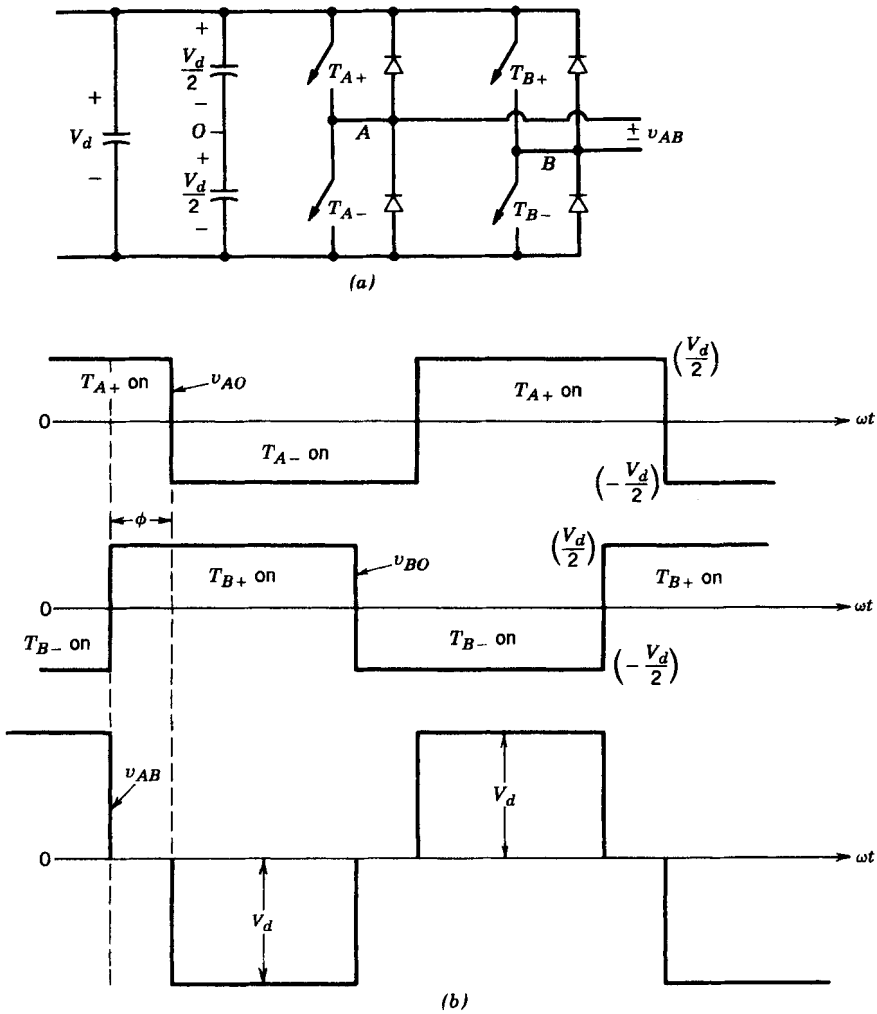 +
V_d
−
+
V_d/2
−
O
+
V_d/2
−
T_A+
T_B+
A
± v_AB
B
T_A−
T_B−
(a)
T_A+ on
v_AO
T_A+ on
(V_d/2)
0
ωt
T_A− on
(−V_d/2)
ϕ
T_B+ on
v_BO
(V_d/2)
T_B+ on
0
ωt
T_B− on
T_B− on
(−V_d/2)
v_AB
V_d
0
ωt
V_d
(b)